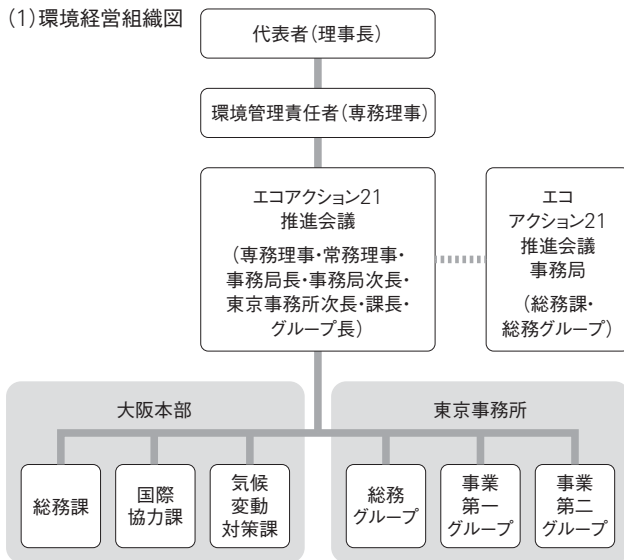 (1)環境経営組織図
代表者(理事長)
環境管理責任者(専務理事)
エコアクション21
推進会議
(専務理事・常務理事・
事務局長・事務局次長・
東京事務所次長・課長・
グループ長)
エコ
アクション21
推進会議
事務局
(総務課・
総務グループ)
大阪本部
総務課
国際
協力課
気候
変動
対策課
東京事務所
総務
グループ
事業
第一
グループ
事業
第二
グループ